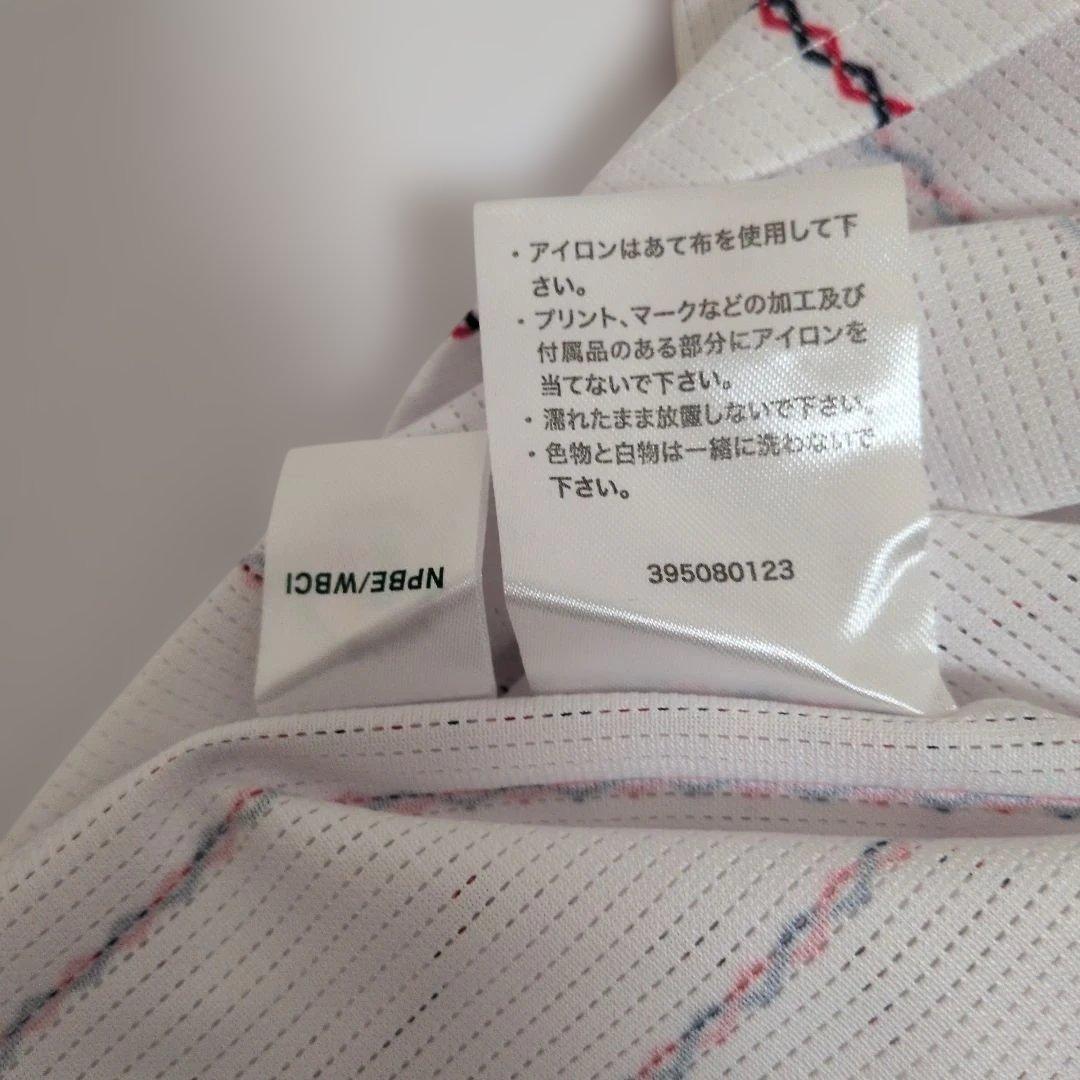 ・アイロンはあて布を使用して下
さい。
・プリント、マークなどの加工及び
付属品のある部分にアイロンを
当てないで下さい。
・濡れたまま放置しないで下さい。
・色物と白物は一緒に洗わないで
下さい。
395080123
NPBE/WBCI